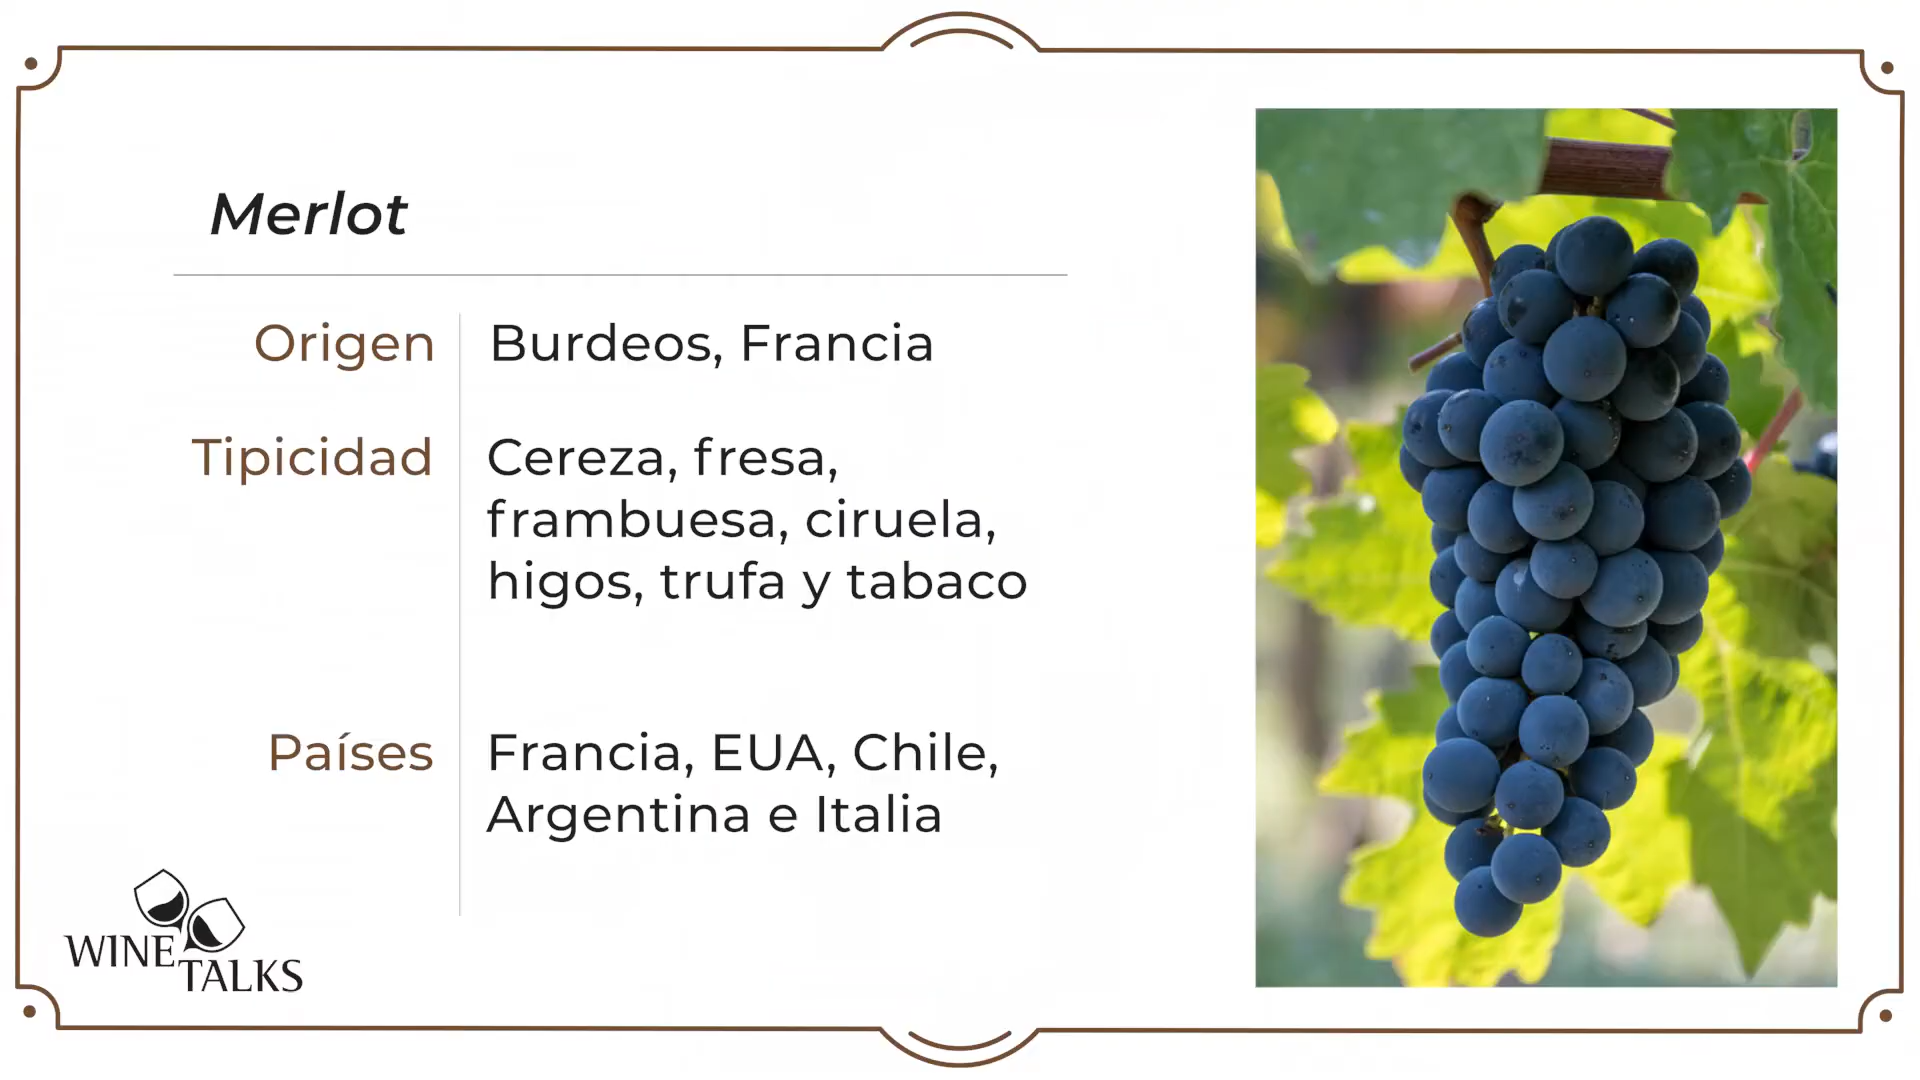 Merlot
Origen
Burdeos, Francia
Tipicidad
Cereza, fresa,
frambuesa, ciruela,
higos, trufa y tabaco
Países
Francia, EUA, Chile,
Argentina e Italia
WINE
TALKS